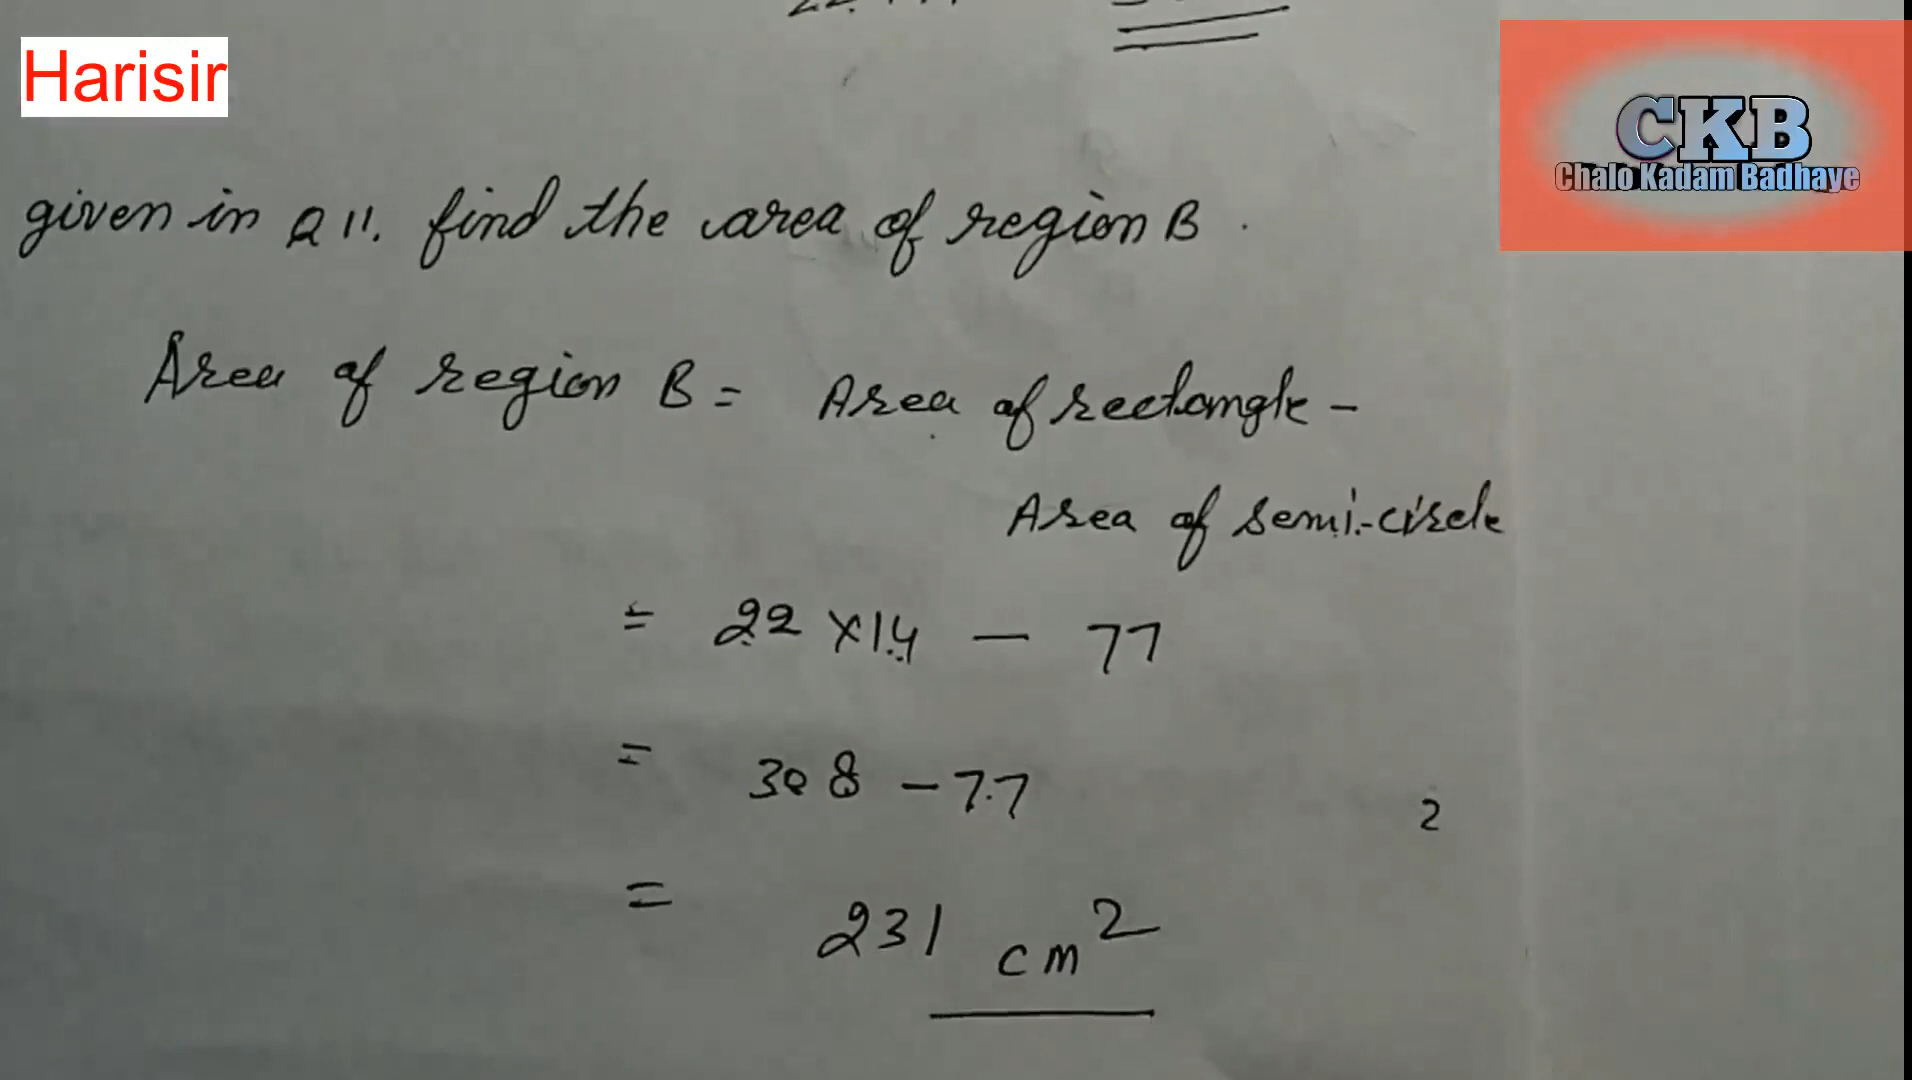 Harisir
CKB
Chalo Kadam Badhaye
given in Q 11. find the area of region B.
Area of region B = Area of rectangle -
Area of semi-circle
= 22 × 14 - 77
= 308 - 77
2
= 231 cm²